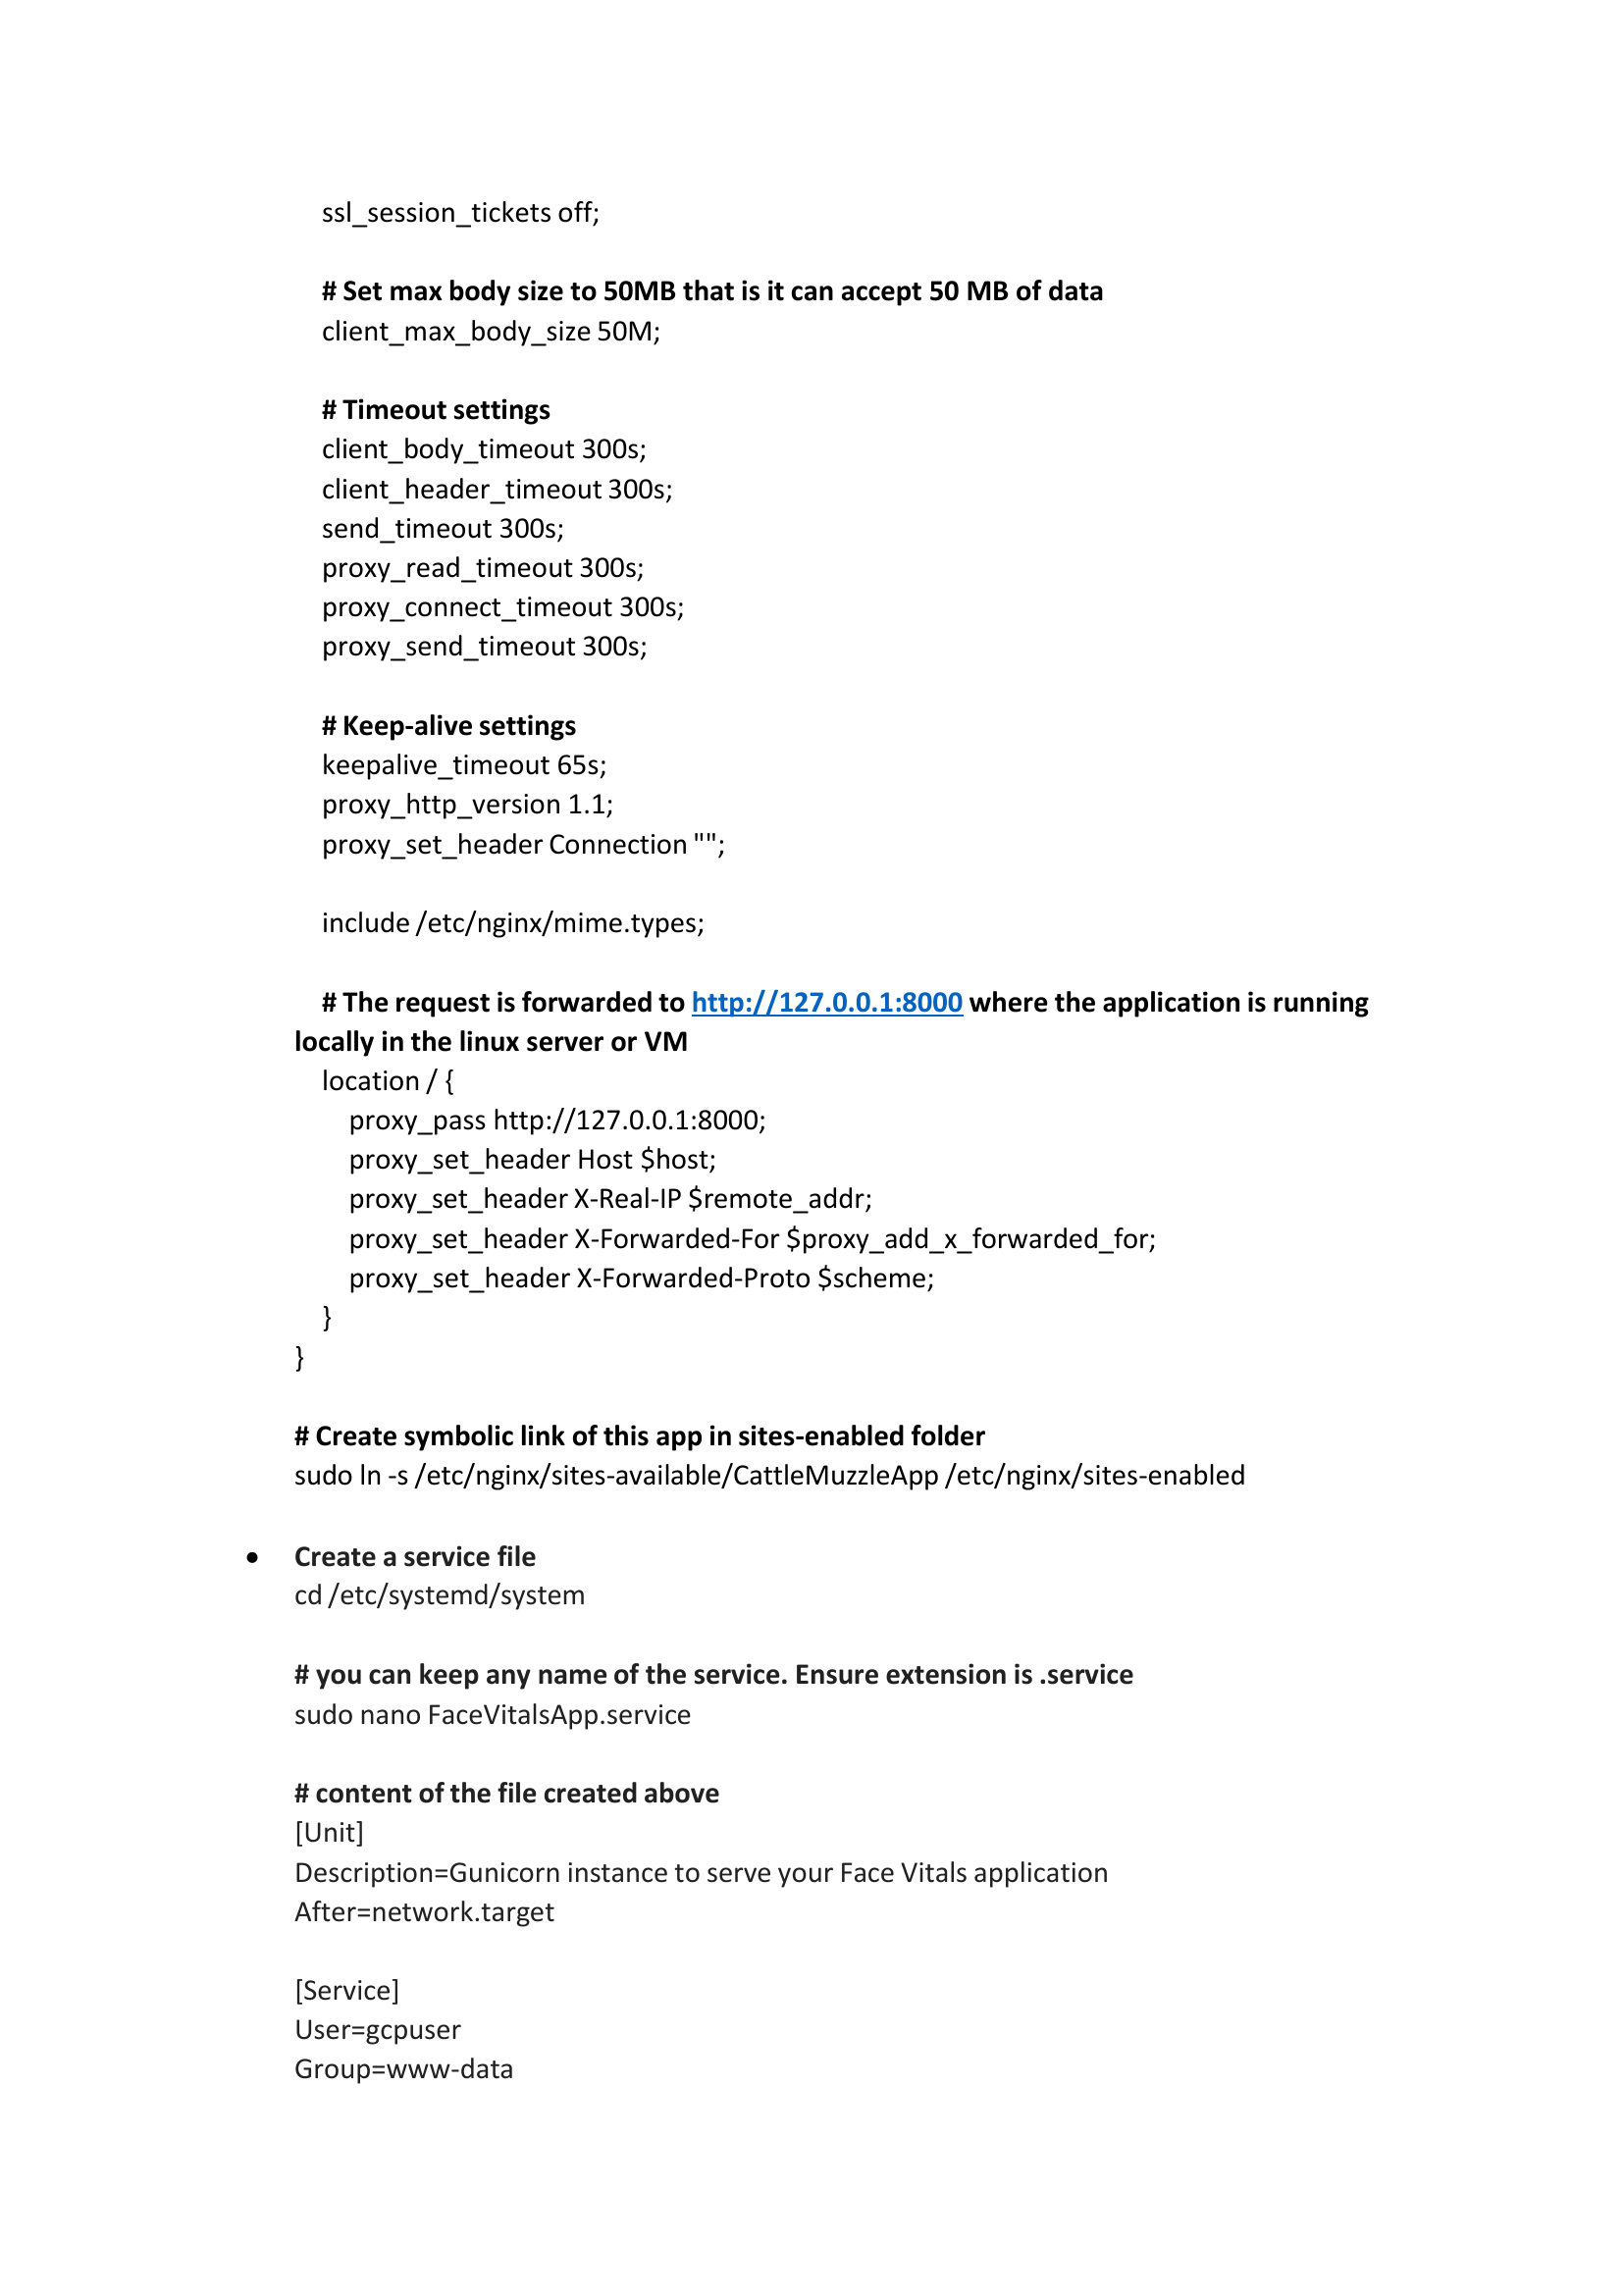 ssl_session_tickets off;
# Set max body size to 50MB that is it can accept 50 MB of data
client_max_body_size 50M;
# Timeout settings
client_body_timeout 300s;
client_header_timeout 300s;
send_timeout 300s;
proxy_read_timeout 300s;
proxy_connect_timeout 300s;
proxy_send_timeout 300s;
# Keep-alive settings
keepalive_timeout 65s;
proxy_http_version 1.1;
proxy_set_header Connection "";
include /etc/nginx/mime.types;
# The request is forwarded to http://127.0.0.1:8000 where the application is running
locally in the linux server or VM
location / {
proxy_pass http://127.0.0.1:8000;
proxy_set_header Host $host;
proxy_set_header X-Real-IP $remote_addr;
proxy_set_header X-Forwarded-For $proxy_add_x_forwarded_for;
proxy_set_header X-Forwarded-Proto $scheme;
}
}
# Create symbolic link of this app in sites-enabled folder
sudo ln -s /etc/nginx/sites-available/CattleMuzzleApp /etc/nginx/sites-enabled
• Create a service file
cd /etc/systemd/system
# you can keep any name of the service. Ensure extension is .service
sudo nano FaceVitalsApp.service
# content of the file created above
[Unit]
Description=Gunicorn instance to serve your Face Vitals application
After=network.target
[Service]
User=gcpuser
Group=www-data